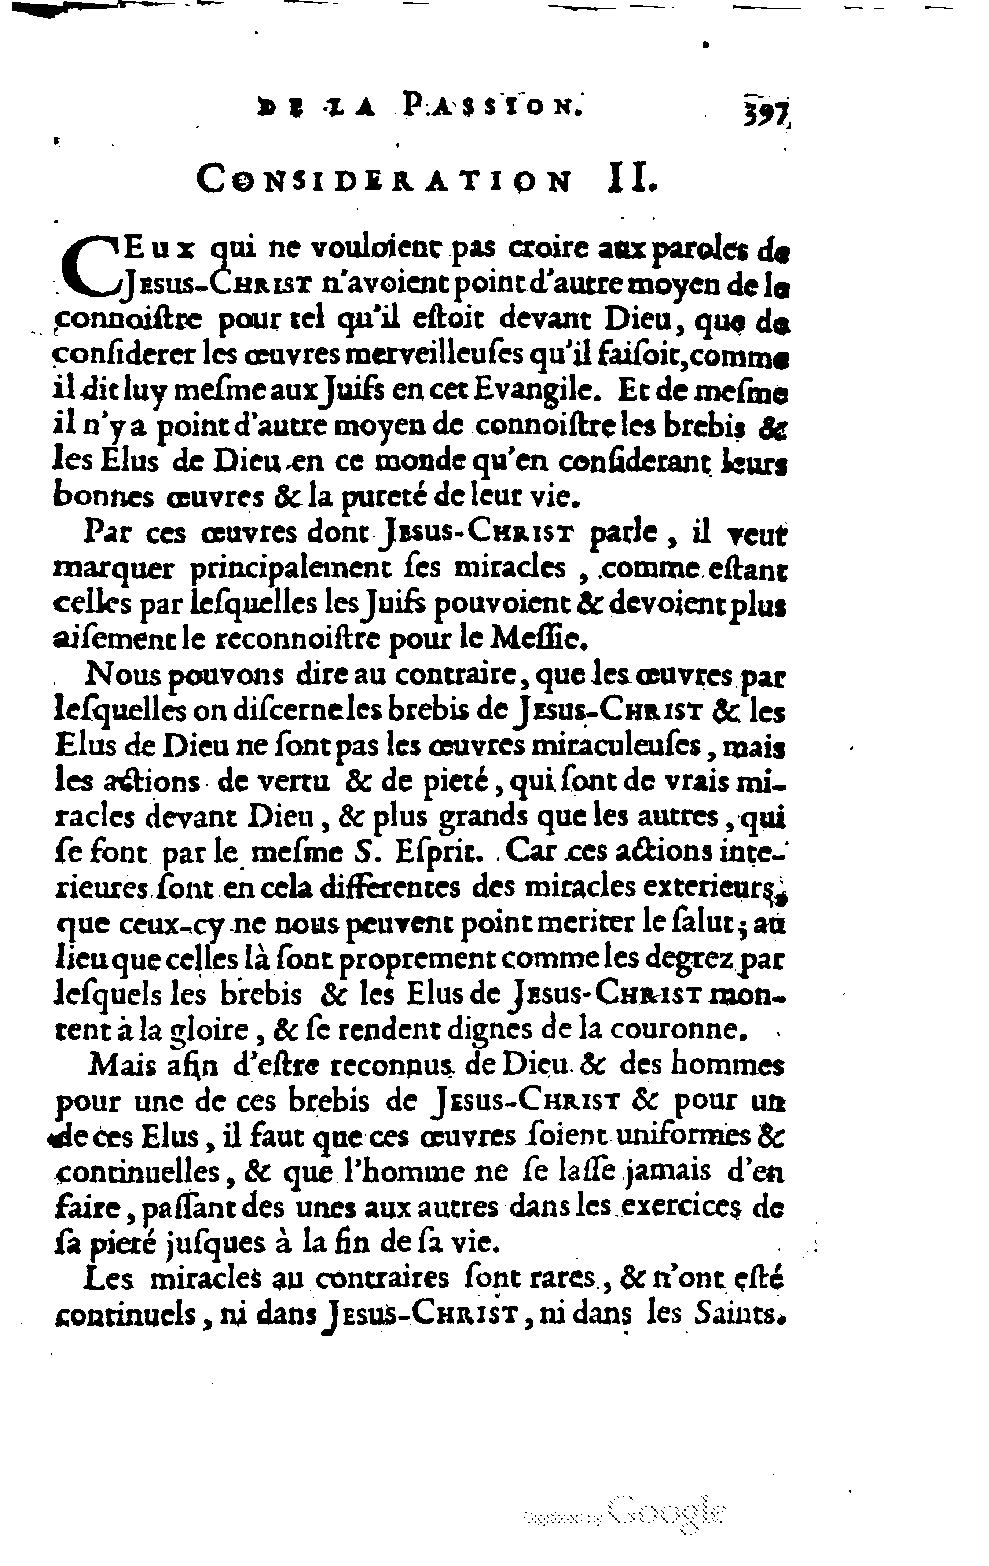 DE LA PASSION. 397
CONSIDERATION II.
CEux qui ne vouloient pas croire aux paroles de
JESUS-CHRIST n'avoient point d'autre moyen de le
connoiſtre pour tel qu'il eſtoit devant Dieu, que de
conſiderer les œuvres merveilleuſes qu'il faiſoit, comme
il dit luy meſme aux Juifs en cet Evangile. Et de meſme
il n'y a point d'autre moyen de connoiſtre les brebis &
les Elus de Dieu en ce monde qu'en conſiderant leurs
bonnes œuvres & la pureté de leur vie.
Par ces œuvres dont JESUS-CHRIST parle, il veut
marquer principalement ſes miracles, comme eſtant
celles par leſquelles les Juifs pouvoient & devoient plus
aiſement le reconnoiſtre pour le Meſſie.
Nous pouvons dire au contraire, que les œuvres par
leſquelles on diſcerne les brebis de JESUS-CHRIST & les
Elus de Dieu ne ſont pas les œuvres miraculeuſes, mais
les actions de vertu & de pieté, qui ſont de vrais mi-
racles devant Dieu, & plus grands que les autres, qui
ſe font par le meſme S. Eſprit. Car ces actions inte-
rieures ſont en cela differentes des miracles exterieurs,
que ceux-cy ne nous peuvent point meriter le ſalut; au
lieu que celles là ſont proprement comme les degrez par
leſquels les brebis & les Elus de JESUS-CHRIST mon-
tent à la gloire, & ſe rendent dignes de la couronne.
Mais afin d'eſtre reconnus de Dieu & des hommes
pour une de ces brebis de JESUS-CHRIST & pour un
de ces Elus, il faut que ces œuvres ſoient uniformes &
continuelles, & que l'homme ne ſe laſſe jamais d'en
faire, paſſant des unes aux autres dans les exercices de
ſa pieté juſques à la fin de ſa vie.
Les miracles au contraires ſont rares, & n'ont eſté
continuels, ni dans JESUS-CHRIST, ni dans les Saints.
Digitized by Google